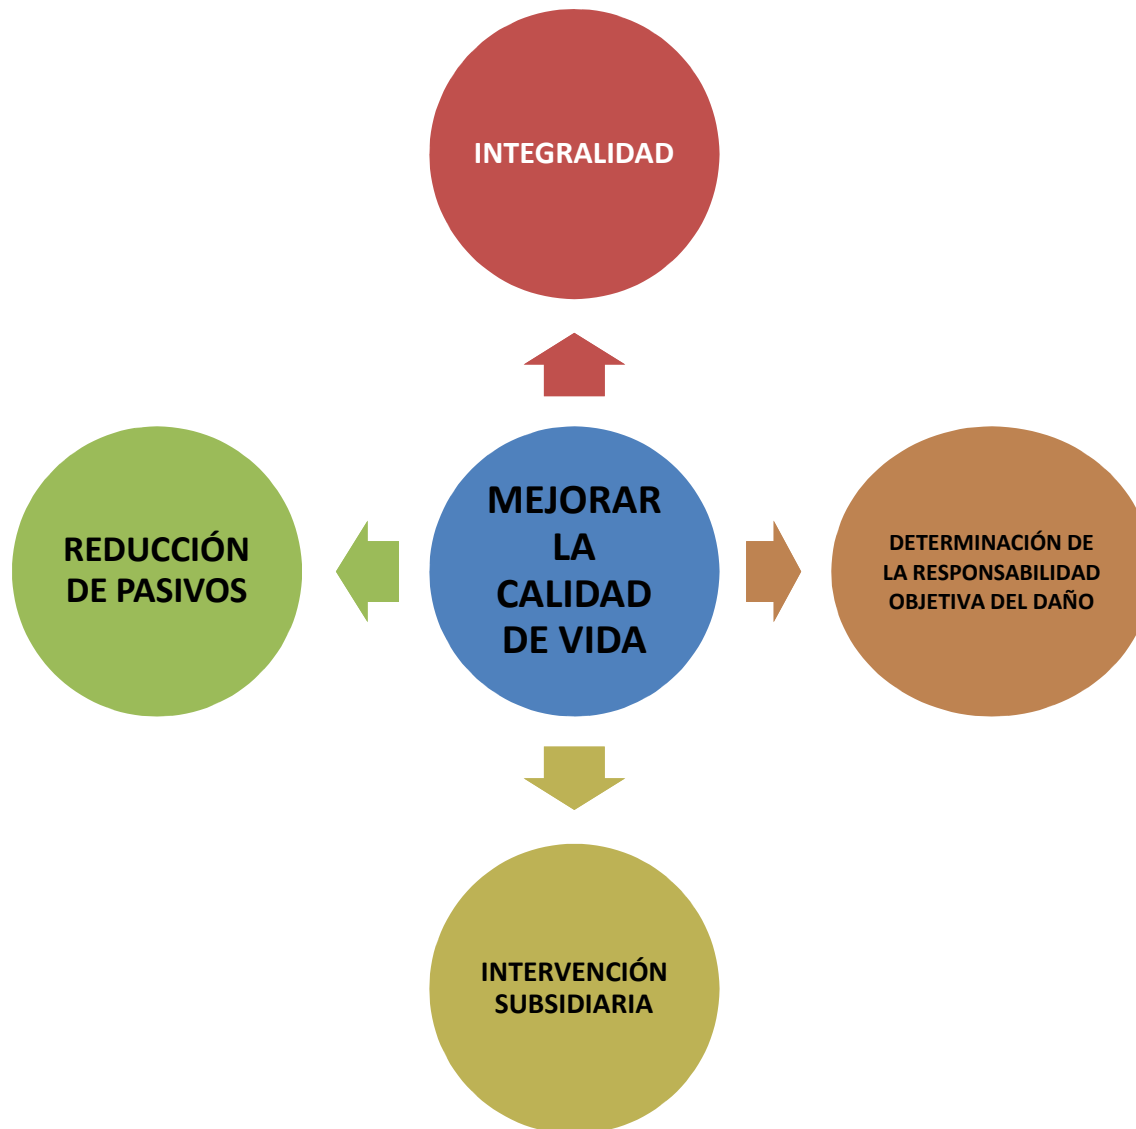 INTEGRALIDAD
REDUCCIÓN
DE PASIVOS
MEJORAR
LA
CALIDAD
DE VIDA
DETERMINACIÓN DE
LA RESPONSABILIDAD
OBJETIVA DEL DAÑO
INTERVENCIÓN
SUBSIDIARIA